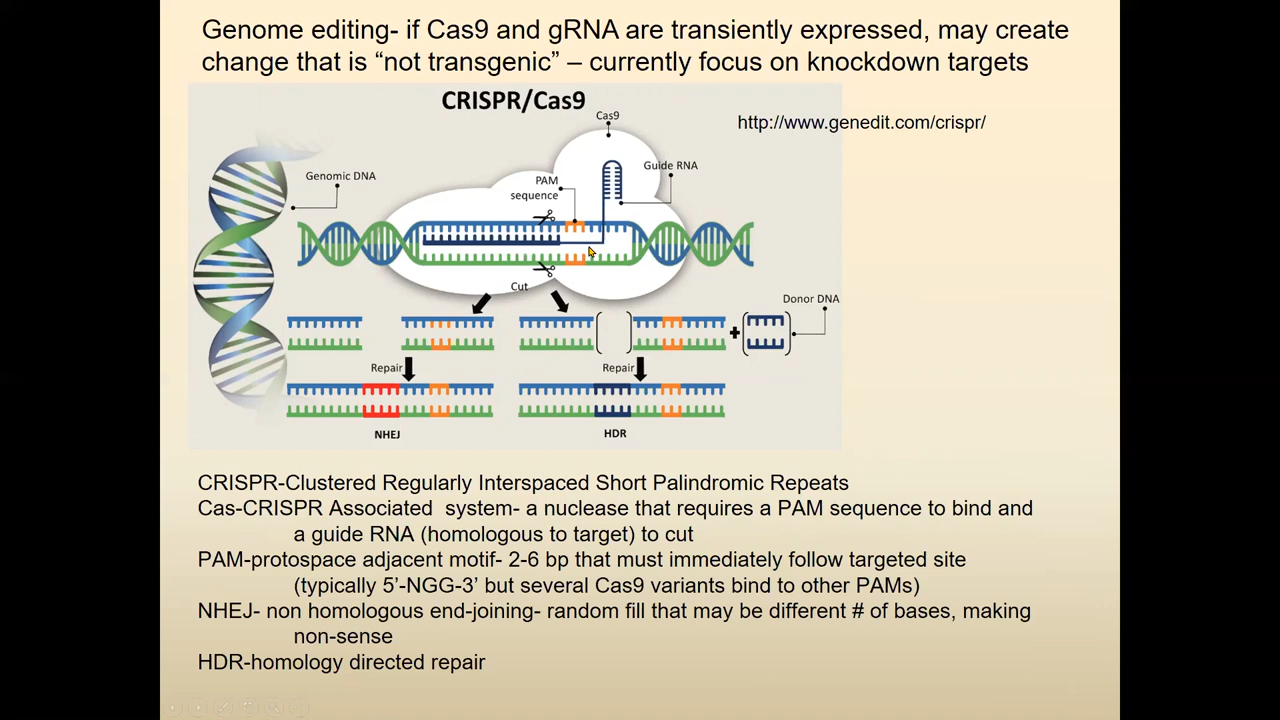 Genome editing- if Cas9 and gRNA are transiently expressed, may create
change that is “not transgenic” – currently focus on knockdown targets
CRISPR/Cas9
http://www.genedit.com/crispr/
Cas9
Guide RNA
PAM
sequence
Genomic DNA
Cut
Donor DNA
Repair
Repair
NHEJ
HDR
CRISPR-Clustered Regularly Interspaced Short Palindromic Repeats
Cas-CRISPR Associated system- a nuclease that requires a PAM sequence to bind and
a guide RNA (homologous to target) to cut
PAM-protospace adjacent motif- 2-6 bp that must immediately follow targeted site
(typically 5’-NGG-3’ but several Cas9 variants bind to other PAMs)
NHEJ- non homologous end-joining- random fill that may be different # of bases, making
non-sense
HDR-homology directed repair